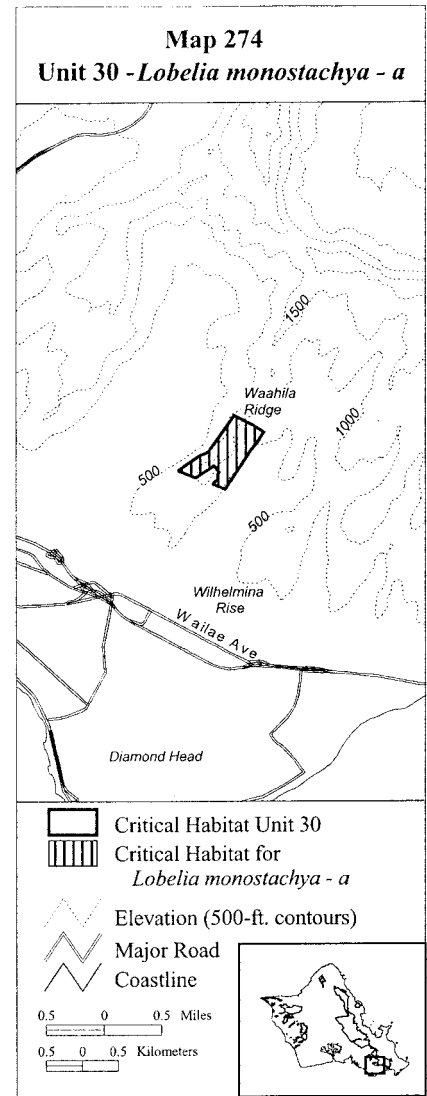 Map 274
Unit 30 - Lobelia monostachya - a
1500
Waahila
Ridge
1000
500
500
Wilhelmina
Rise
Wailae Ave
Diamond Head
Critical Habitat Unit 30
Critical Habitat for
Lobelia monostachya - a
Elevation (500-ft. contours)
Major Road
Coastline
0.5 0 0.5 Miles
0.5 0 0.5 Kilometers